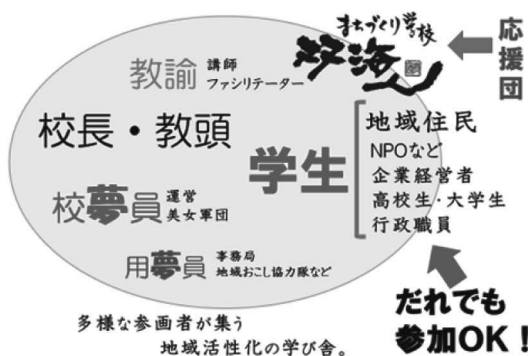 まちづくり学校
双海人
応援団
教諭 講師
ファシリテーター
校長・教頭
学生
地域住民
NPOなど
企業経営者
高校生・大学生
行政職員
校夢員 運営
美女軍団
用夢員 事務局
地域おこし協力隊など
だれでも
参加OK!
多様な参画者が集う
地域活性化の学び舎。